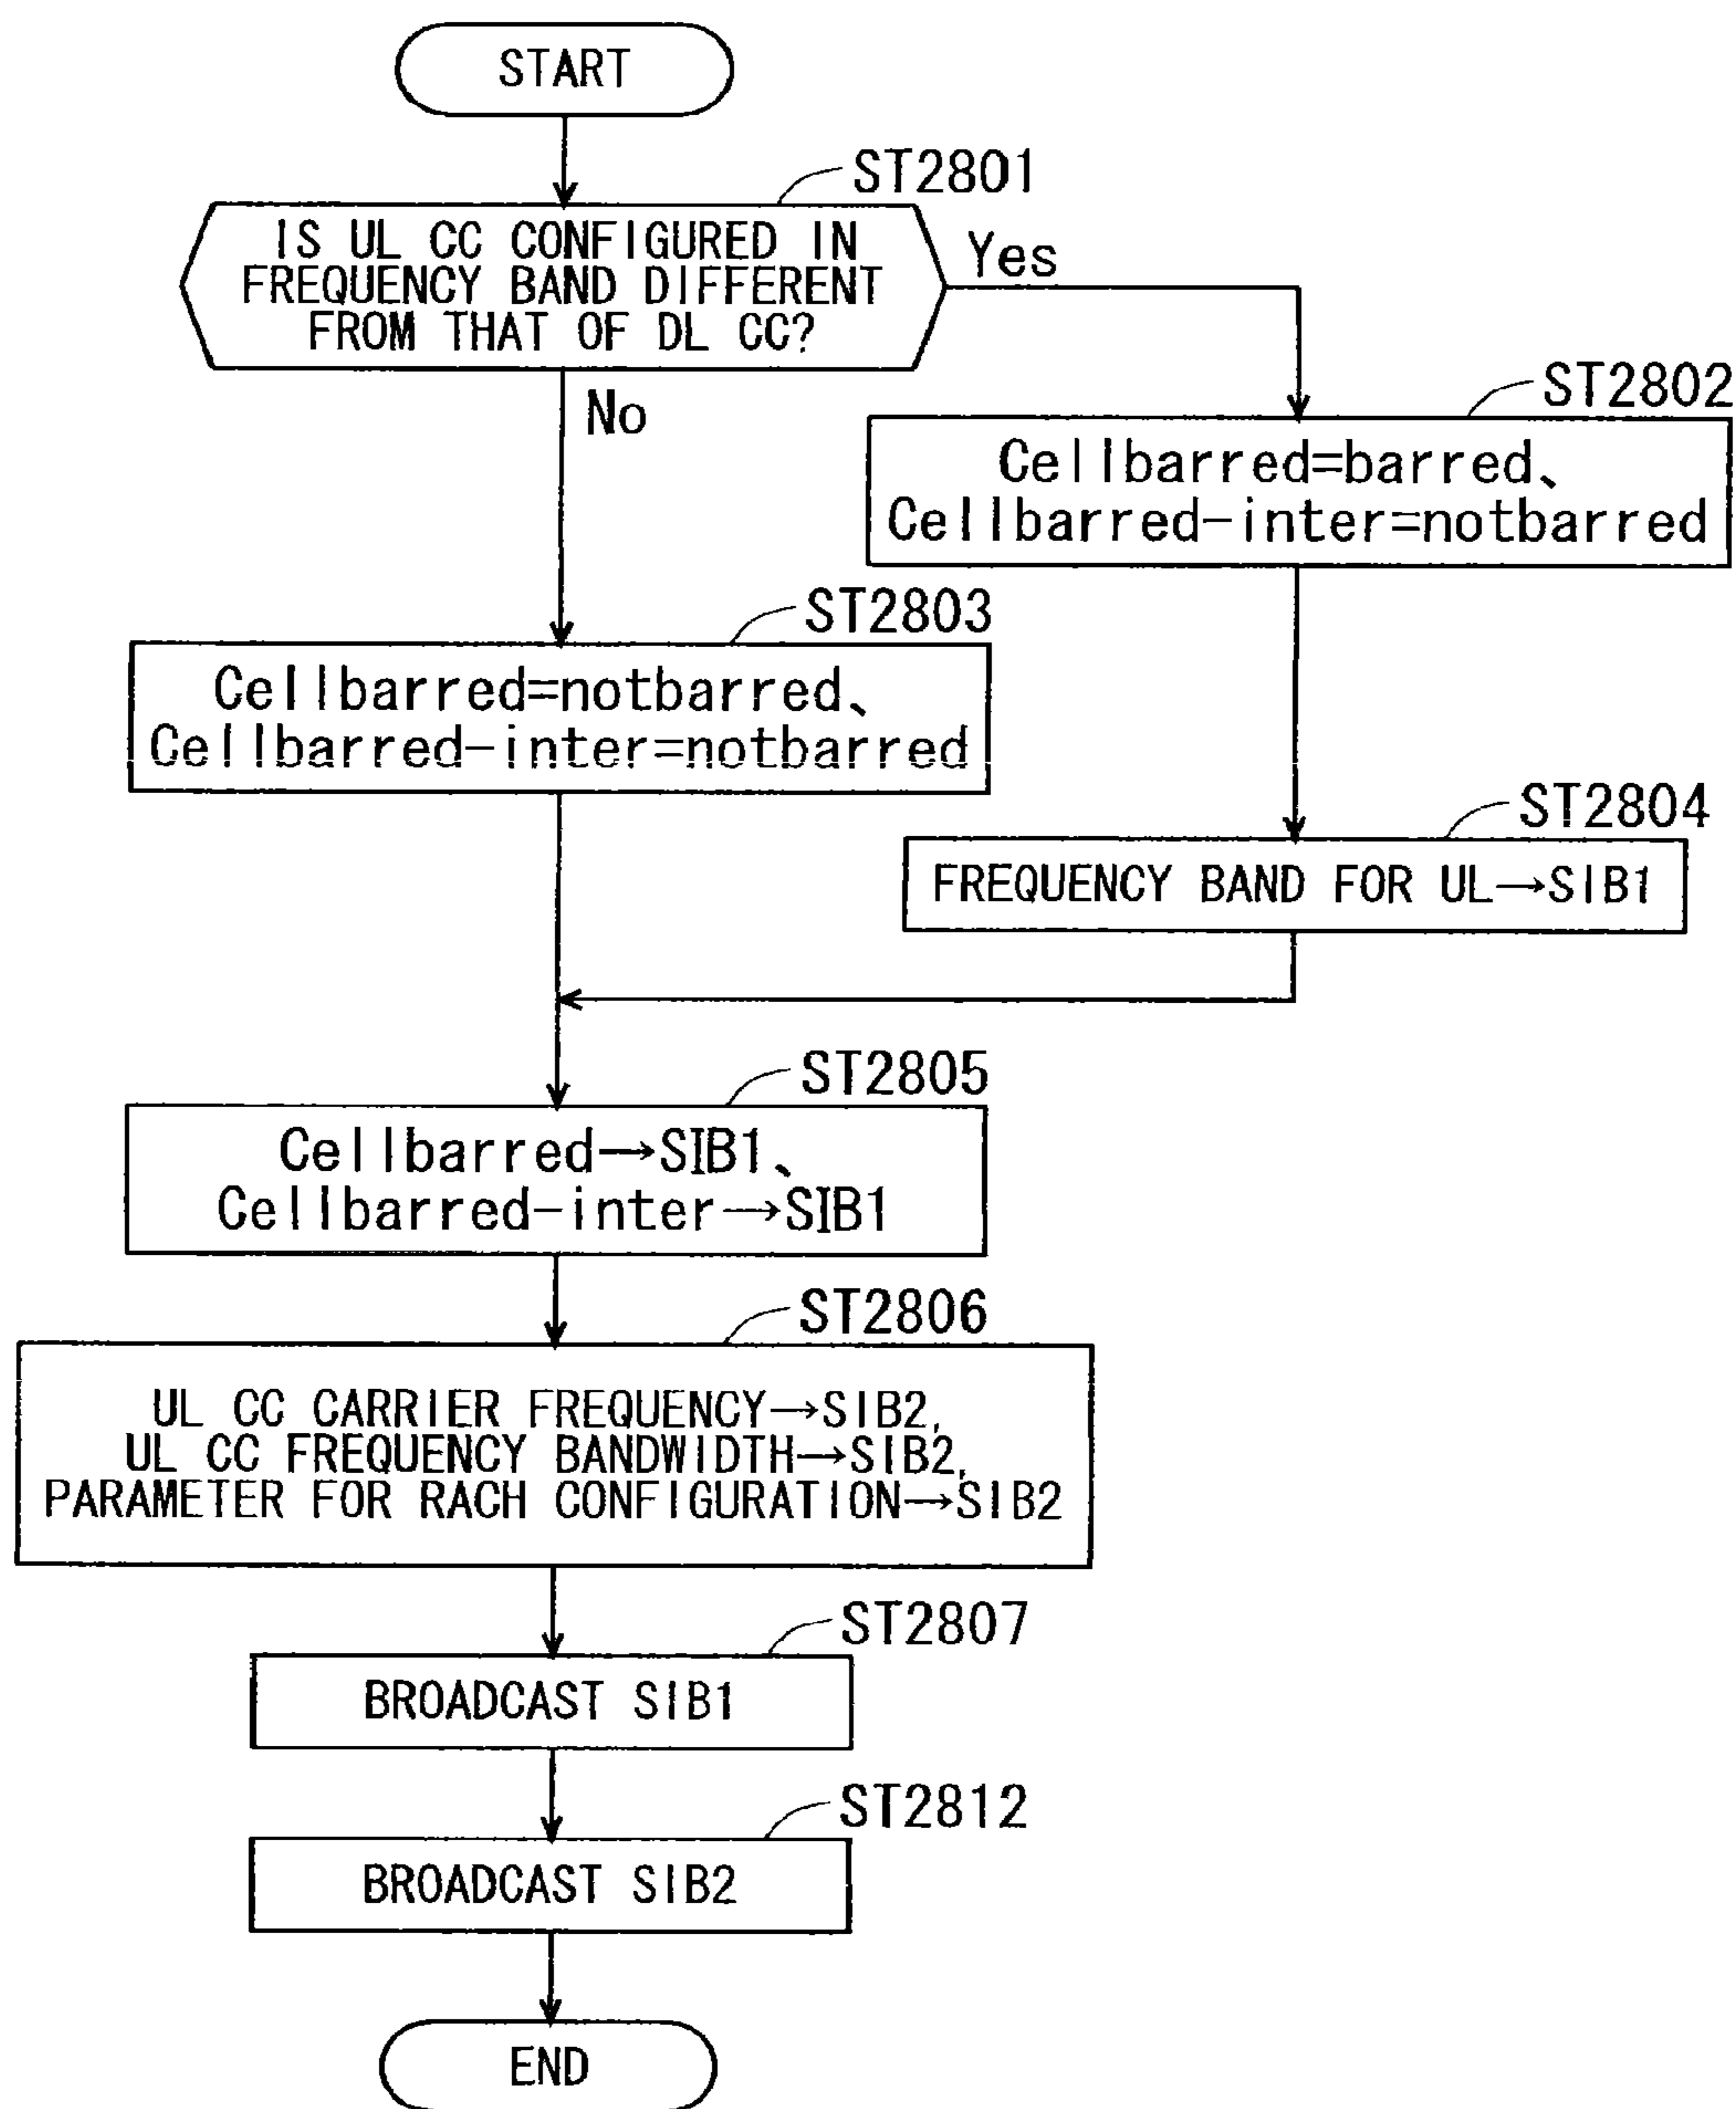 START
ST2801
IS UL CC CONFIGURED IN
FREQUENCY BAND DIFFERENT
FROM THAT OF DL CC?
Yes
No
ST2802
Cellbarred=barred、
Cellbarred-inter=notbarred
ST2803
Cellbarred=notbarred、
Cellbarred-inter=notbarred
ST2804
FREQUENCY BAND FOR UL→SIB1
ST2805
Cellbarred→SIB1、
Cellbarred-inter→SIB1
ST2806
UL CC CARRIER FREQUENCY→SIB2,
UL CC FREQUENCY BANDWIDTH→SIB2,
PARAMETER FOR RACH CONFIGURATION→SIB2
ST2807
BROADCAST SIB1
ST2812
BROADCAST SIB2
END